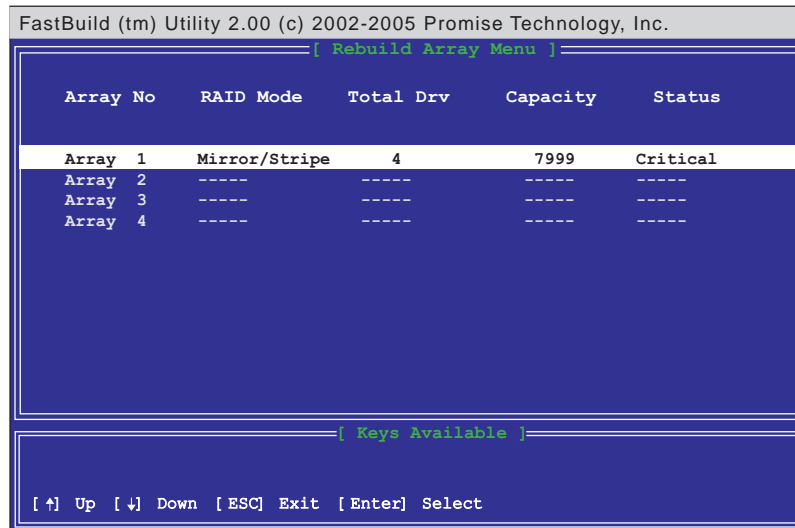 FastBuild (tm) Utility 2.00 (c) 2002-2005 Promise Technology, Inc.
[ Rebuild Array Menu ]
Array No RAID Mode Total Drv Capacity Status
Array 1 Mirror/Stripe 4 7999 Critical
Array 2 ----- ----- ----- -----
Array 3 ----- ----- ----- -----
Array 4 ----- ----- ----- -----
[ Keys Available ]
[↑] Up [↓] Down [ESC] Exit [Enter] Select